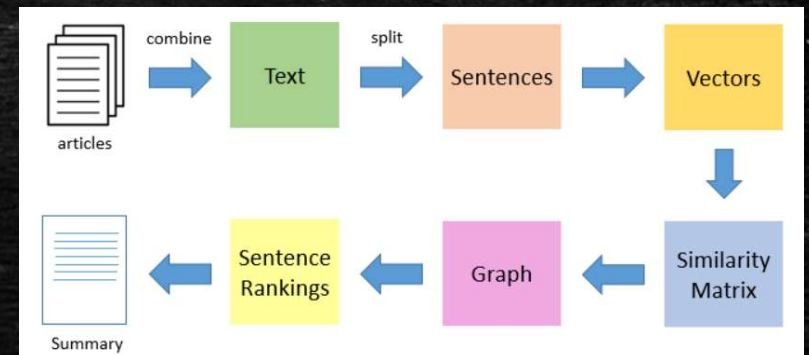 combine
split
Text
Sentences
Vectors
articles
Similarity
Matrix
Graph
Sentence
Rankings
Summary